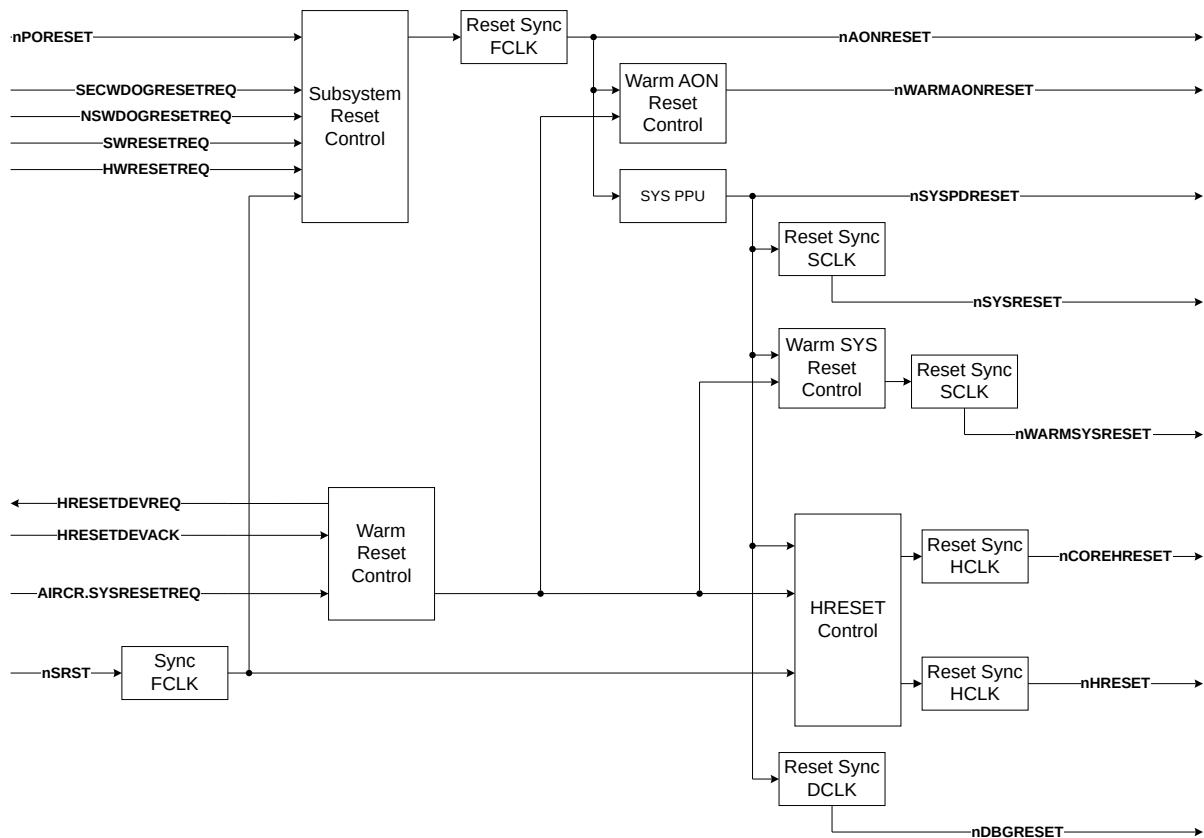 nPORESET
SECWDOGRESETREQ
NSWDOGRESETREQ
SWRESETREQ
HWRESETREQ
Subsystem
Reset
Control
Reset Sync
FCLK
nAONRESET
Warm AON
Reset
Control
nWARMAONRESET
SYS PPU
nSYSPDRESET
Reset Sync
SCLK
nSYSRESET
Warm SYS
Reset
Control
Reset Sync
SCLK
nWARMSYSRESET
HRESETDEVREQ
HRESETDEVACK
AIRCR.SYSRESETREQ
Warm
Reset
Control
nSRST
Sync
FCLK
HRESET
Control
Reset Sync
HCLK
nCOREHRESET
Reset Sync
HCLK
nHRESET
Reset Sync
DCLK
nDBGRESET